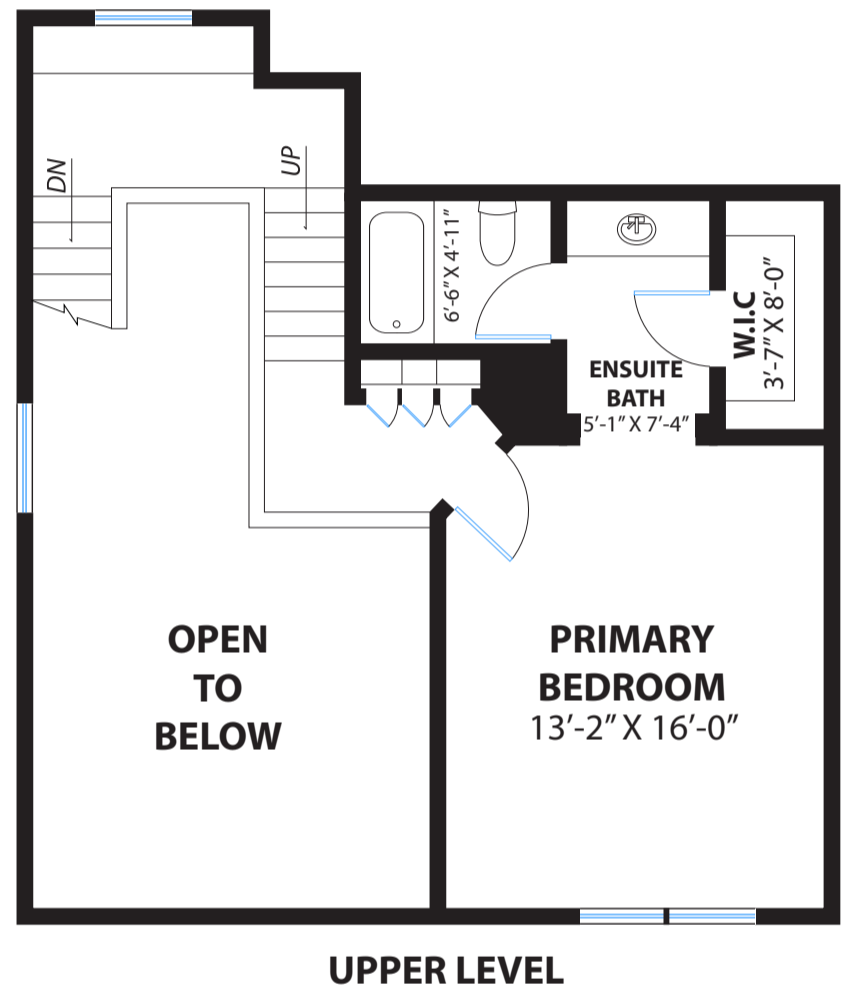 DN
UP
6'-6" X 4'-11"
W.I.C
3'-7" X 8'-0"
ENSUITE
BATH
5'-1" X 7'-4"
OPEN
TO
BELOW
PRIMARY
BEDROOM
13'-2" X 16'-0"
UPPER LEVEL